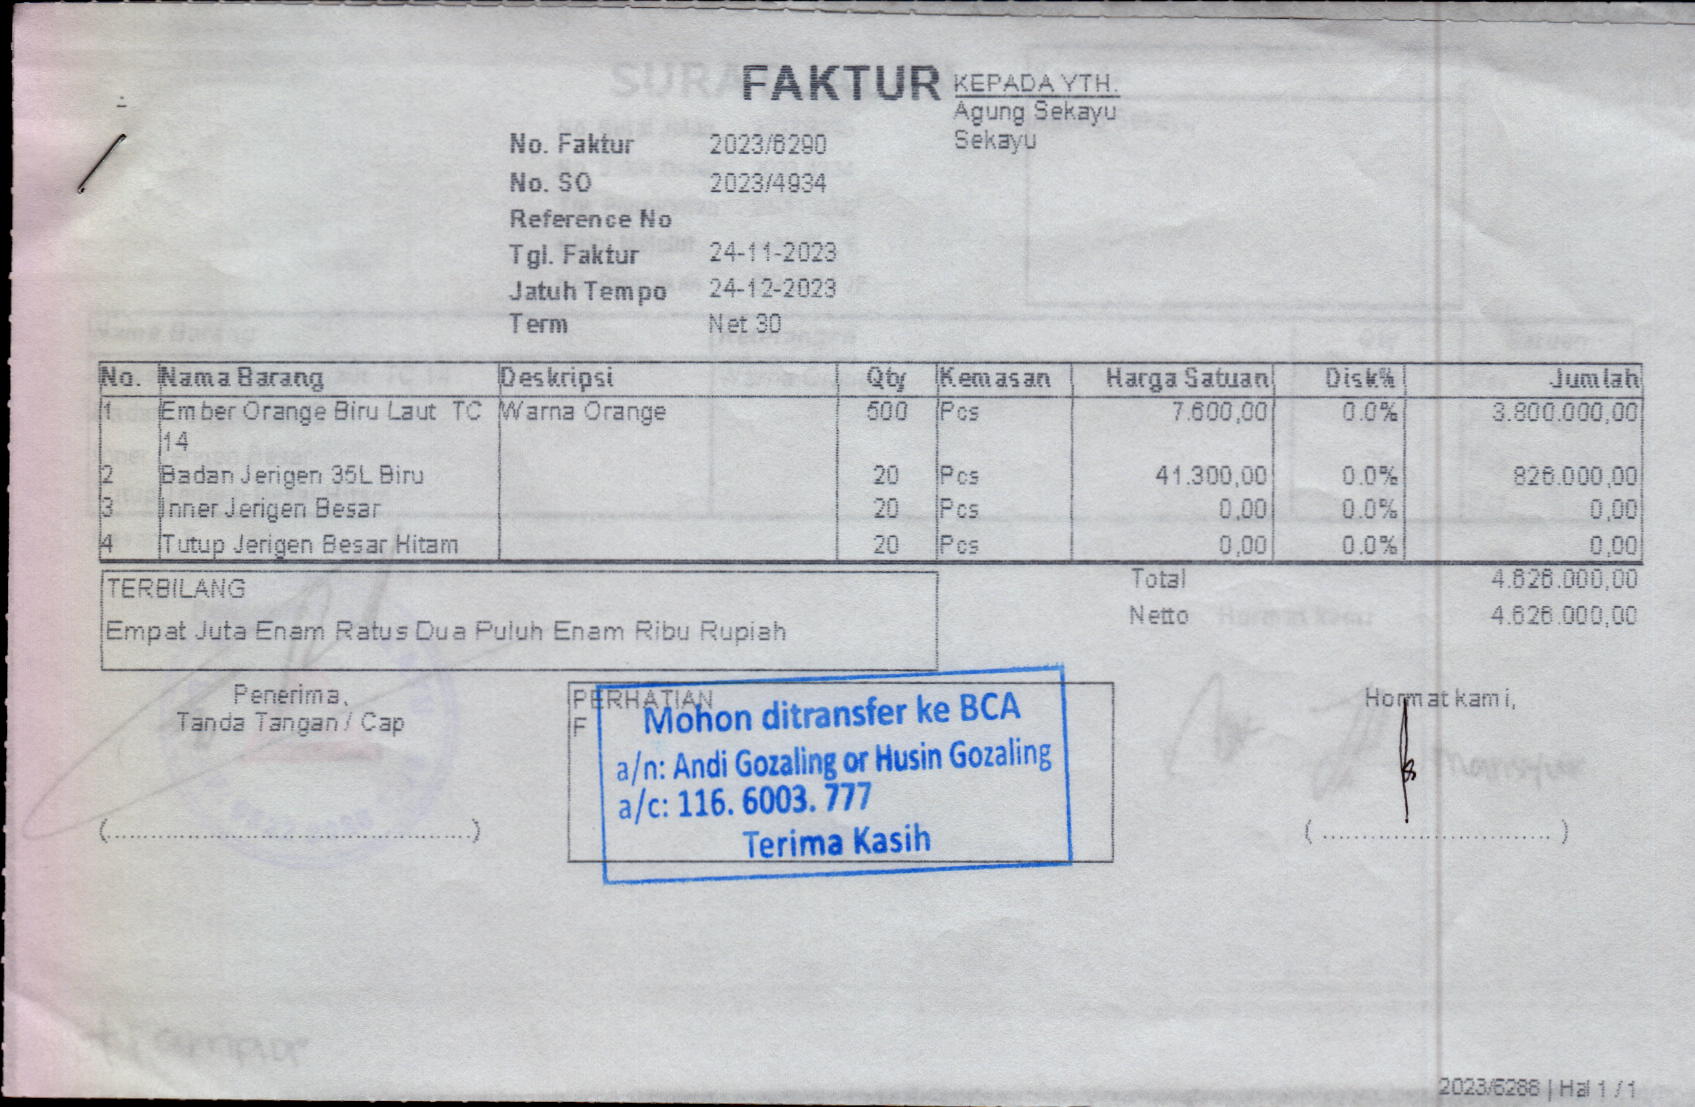 FAKTUR
KEPADA YTH.
Agung Sekayu
Sekayu
No. Faktur 2023/6290
No. SO 2023/4934
Reference No
Tgl. Faktur 24-11-2023
Jatuh Tempo 24-12-2023
Term Net 30
No. Nama Barang Deskripsi Qty Kemasan Harga Satuan Disk% Jumlah
1 Ember Orange Biru Laut TC 14 Warna Orange 500 Pcs 7.600,00 0.0% 3.800.000,00
2 Badan Jerigen 35L Biru 20 Pcs 41.300,00 0.0% 826.000,00
3 Inner Jerigen Besar 20 Pcs 0,00 0.0% 0,00
4 Tutup Jerigen Besar Hitam 20 Pcs 0,00 0.0% 0,00
TERBILANG
Empat Juta Enam Ratus Dua Puluh Enam Ribu Rupiah
Total 4.626.000,00
Netto 4.626.000,00
Penerima,
Tanda Tangan / Cap
(...........................................)
PERHATIAN
F
Mohon ditransfer ke BCA
a/n: Andi Gozaling or Husin Gozaling
a/c: 116. 6003. 777
Terima Kasih
Hormat kami,
( ............................ )
2023/6288 | Hal 1 / 1